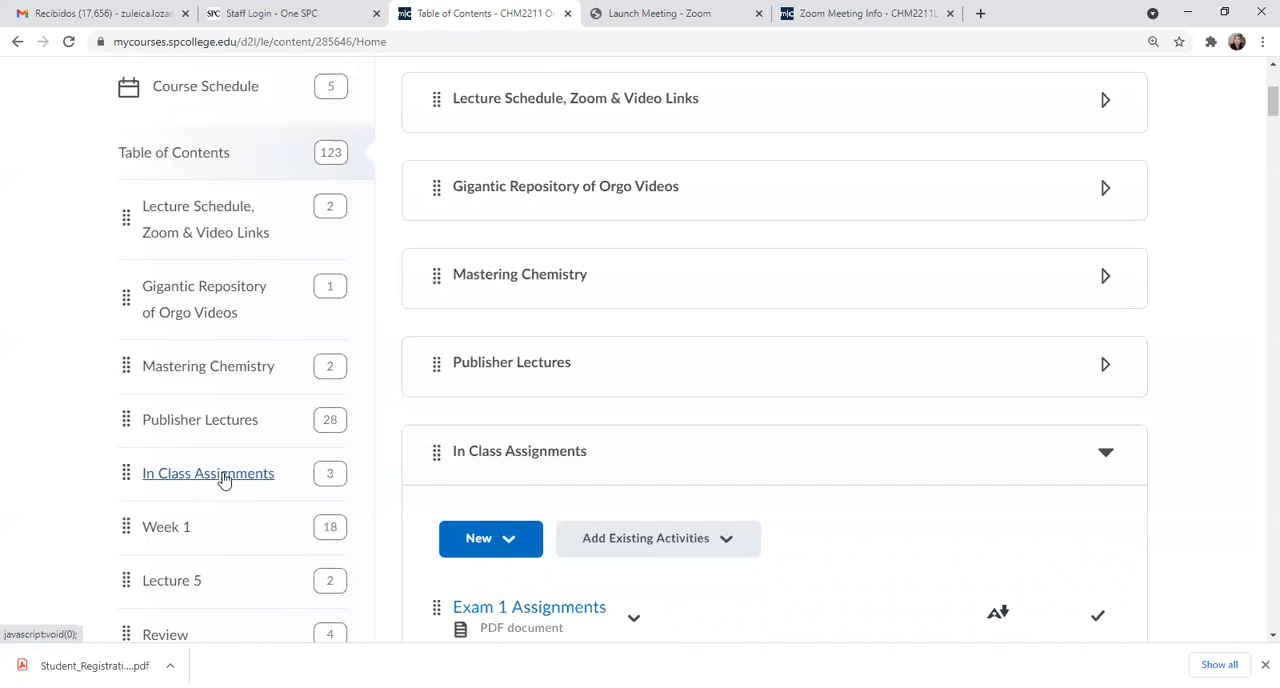 Recibidos (17,656) - zuleica.loza
Staff Login - One SPC
Table of Contents - CHM2211 On
Launch Meeting - Zoom
Zoom Meeting Info - CHM2211L
mycourses.spcollege.edu/d2l/le/content/285646/Home
Course Schedule 5
Table of Contents 123
Lecture Schedule,
Zoom & Video Links 2
Gigantic Repository
of Orgo Videos 1
Mastering Chemistry 2
Publisher Lectures 28
In Class Assignments 3
Week 1 18
Lecture 5 2
Review 4
Lecture Schedule, Zoom & Video Links
Gigantic Repository of Orgo Videos
Mastering Chemistry
Publisher Lectures
In Class Assignments
New
Add Existing Activities
Exam 1 Assignments
PDF document
javascript:void(0);
Student_Registrati....pdf
Show all